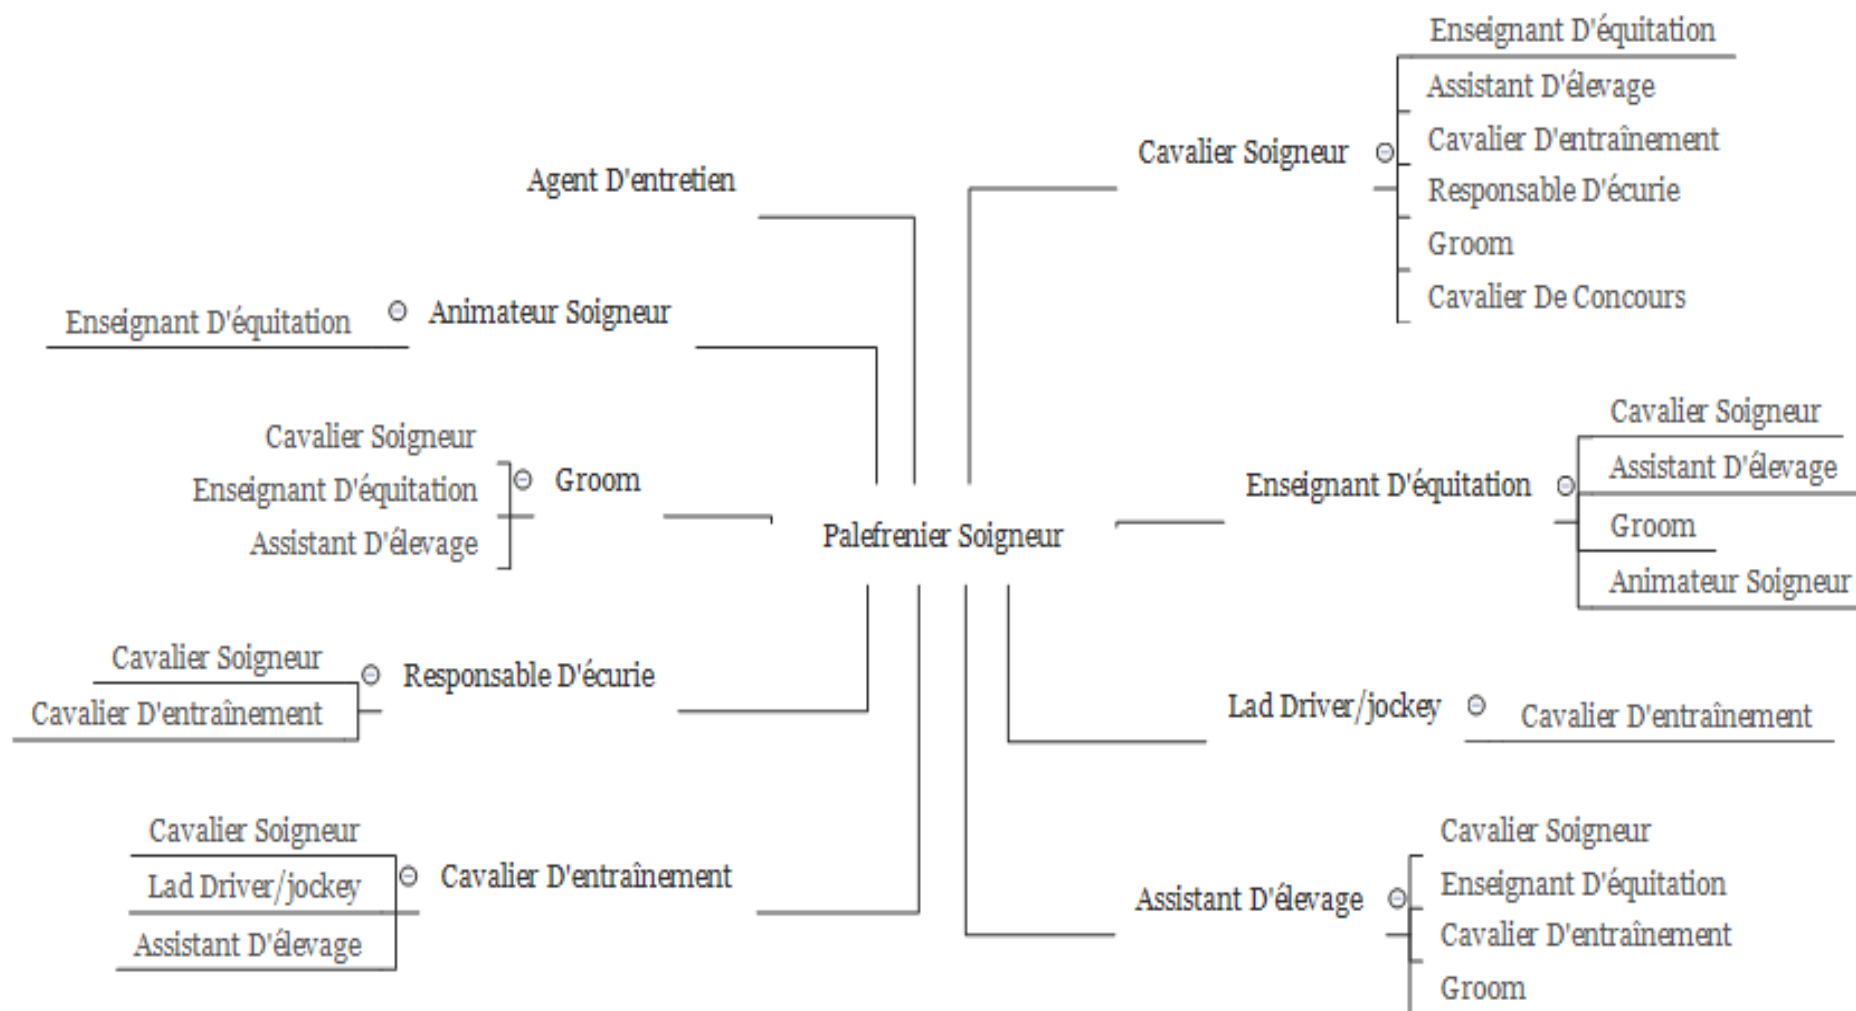 Enseignant D'équitation
Assistant D'élevage
Cavalier Soigneur
Cavalier D'entraînement
Responsable D'écurie
Groom
Cavalier De Concours
Agent D'entretien
Animateur Soigneur
Enseignant D'équitation
Cavalier Soigneur
Enseignant D'équitation
Assistant D'élevage
Groom
Palefrenier Soigneur
Enseignant D'équitation
Cavalier Soigneur
Assistant D'élevage
Groom
Animateur Soigneur
Cavalier Soigneur
Cavalier D'entraînement
Responsable D'écurie
Lad Driver/jockey
Cavalier D'entraînement
Cavalier Soigneur
Lad Driver/jockey
Assistant D'élevage
Cavalier D'entraînement
Assistant D'élevage
Cavalier Soigneur
Enseignant D'équitation
Cavalier D'entraînement
Groom